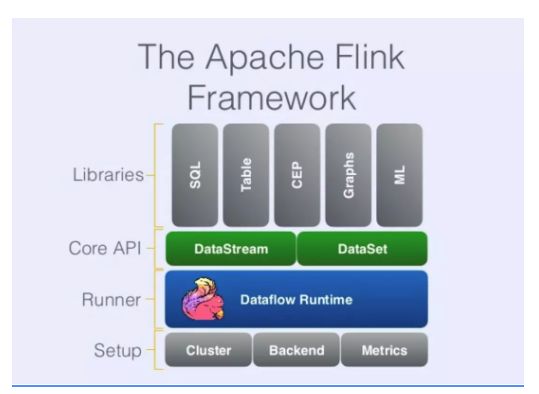 The Apache Flink
Framework
Libraries
SQL
Table
CEP
Graphs
ML
Core API
DataStream
DataSet
Runner
Dataflow Runtime
Setup
Cluster
Backend
Metrics